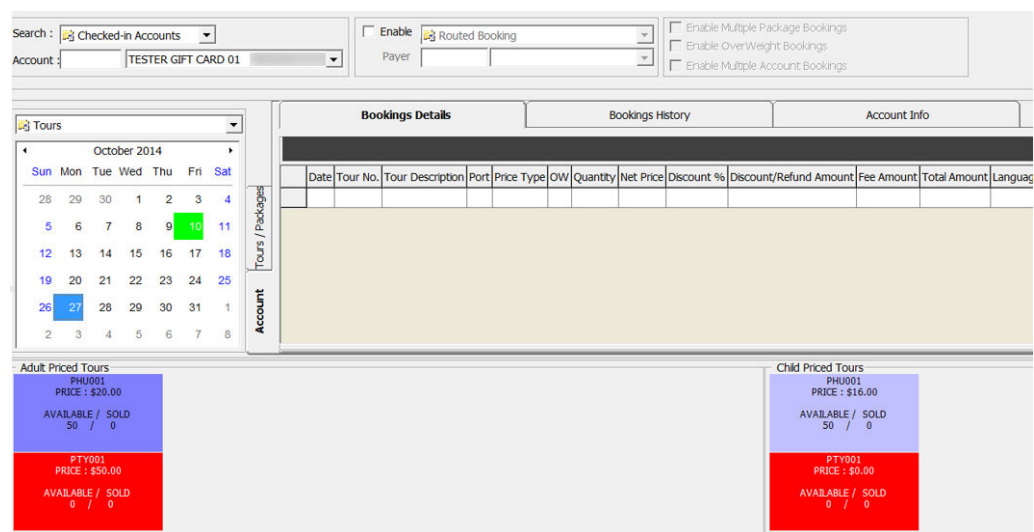 Search : Checked-in Accounts
Account : TESTER GIFT CARD 01
Enable Routed Booking
Payer
Enable Multiple Package Bookings
Enable OverWeight Bookings
Enable Multiple Account Bookings
Tours
October 2014
Sun Mon Tue Wed Thu Fri Sat
28 29 30 1 2 3 4
5 6 7 8 9 10 11
12 13 14 15 16 17 18
19 20 21 22 23 24 25
26 27 28 29 30 31 1
2 3 4 5 6 7 8
Tours / Packages
Account
Bookings Details Bookings History Account Info
Date Tour No. Tour Description Port Price Type OW Quantity Net Price Discount % Discount/Refund Amount Fee Amount Total Amount Languag
Adult Priced Tours
PHU001
PRICE : $20.00
AVAILABLE / SOLD
50 / 0
PTY001
PRICE : $50.00
AVAILABLE / SOLD
0 / 0
Child Priced Tours
PHU001
PRICE : $16.00
AVAILABLE / SOLD
50 / 0
PTY001
PRICE : $0.00
AVAILABLE / SOLD
0 / 0